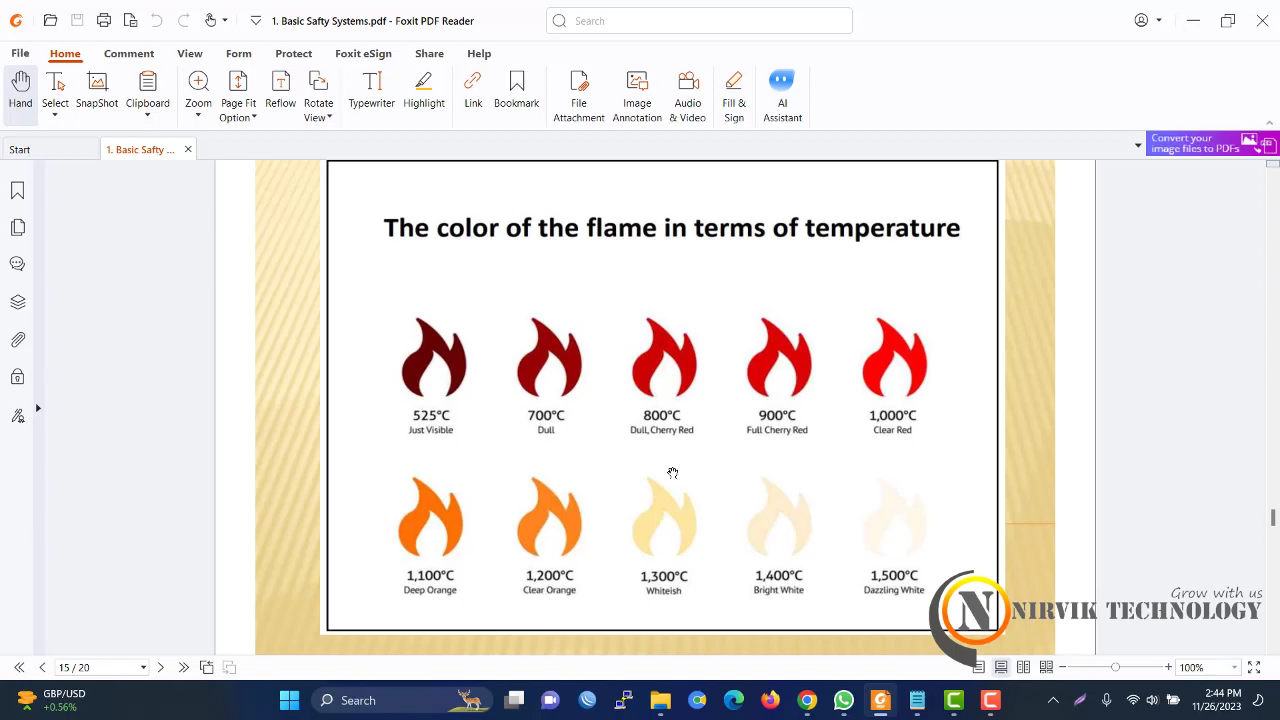 1. Basic Safty Systems.pdf - Foxit PDF Reader
Search
File Home Comment View Form Protect Foxit eSign Share Help
Hand Select SnapShot Clipboard Zoom Page Fit Option Reflow Rotate View Typewriter Highlight Link Bookmark File Attachment Image Annotation Audio & Video Fill & Sign AI Assistant
Start
1. Basic Safty ...
Convert your
image files to PDFs
The color of the flame in terms of temperature
525°C 700°C 800°C 900°C 1,000°C
Just Visible Dull Dull, Cherry Red Full Cherry Red Clear Red
1,100°C 1,200°C 1,300°C 1,400°C 1,500°C
Deep Orange Clear Orange Whiteish Bright White Dazzling White
Grow with us
N NIRVIK TECHNOLOGY
15 / 20
100%
GBP/USD
+0.56%
Search
2:44 PM
11/26/2023